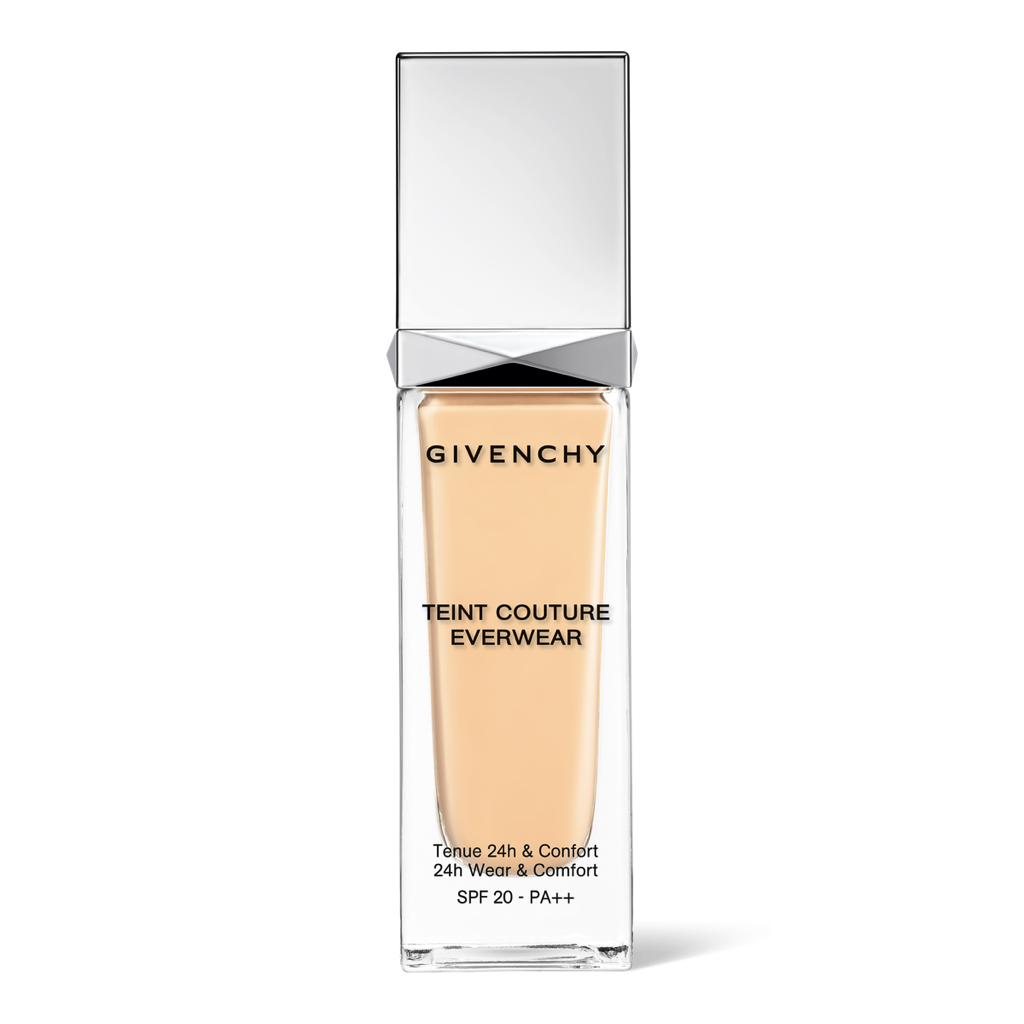 GIVENCHY
TEINT COUTURE
EVERWEAR
Tenue 24h & Confort
24h Wear & Comfort
SPF 20 - PA++